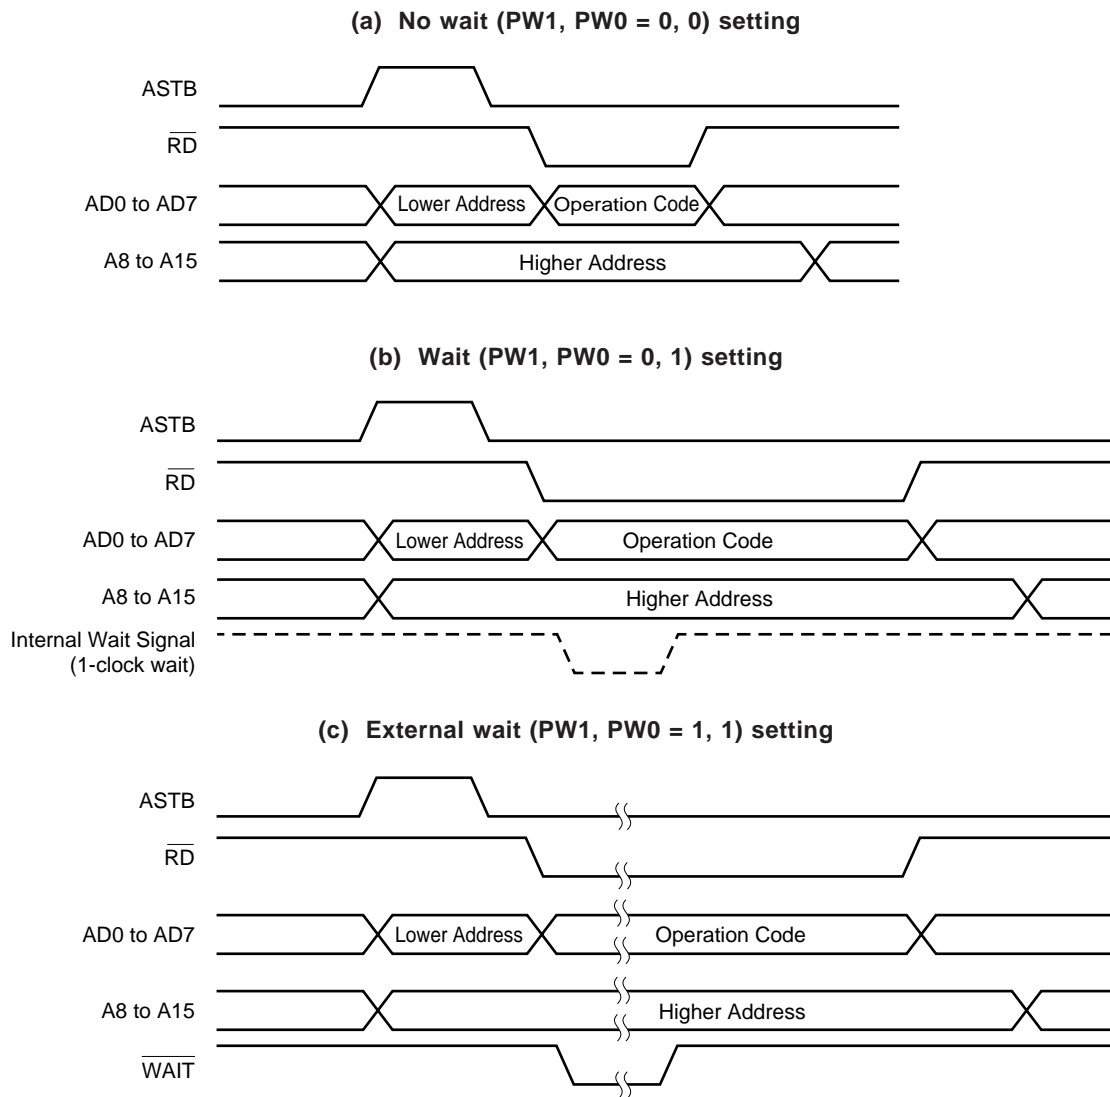 (a) No wait (PW1, PW0 = 0, 0) setting
ASTB
RD
AD0 to AD7
Lower Address
Operation Code
A8 to A15
Higher Address
(b) Wait (PW1, PW0 = 0, 1) setting
ASTB
RD
AD0 to AD7
Lower Address
Operation Code
A8 to A15
Higher Address
Internal Wait Signal
(1-clock wait)
(c) External wait (PW1, PW0 = 1, 1) setting
ASTB
RD
AD0 to AD7
Lower Address
Operation Code
A8 to A15
Higher Address
WAIT